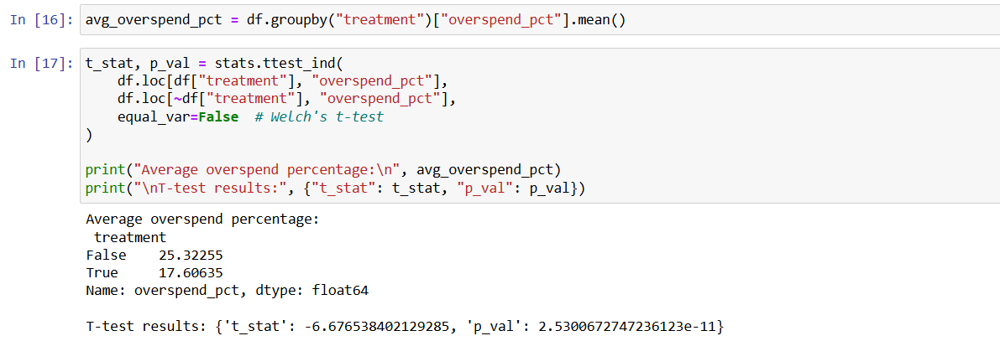 In [16]: avg_overspend_pct = df.groupby("treatment")["overspend_pct"].mean()
In [17]: t_stat, p_val = stats.ttest_ind(
    df.loc[df["treatment"], "overspend_pct"],
    df.loc[~df["treatment"], "overspend_pct"],
    equal_var=False  # Welch's t-test
)

print("Average overspend percentage:\n", avg_overspend_pct)
print("\nT-test results:", {"t_stat": t_stat, "p_val": p_val})
Average overspend percentage:
 treatment
False    25.32255
True     17.60635
Name: overspend_pct, dtype: float64

T-test results: {'t_stat': -6.676538402129285, 'p_val': 2.5300672747236123e-11}